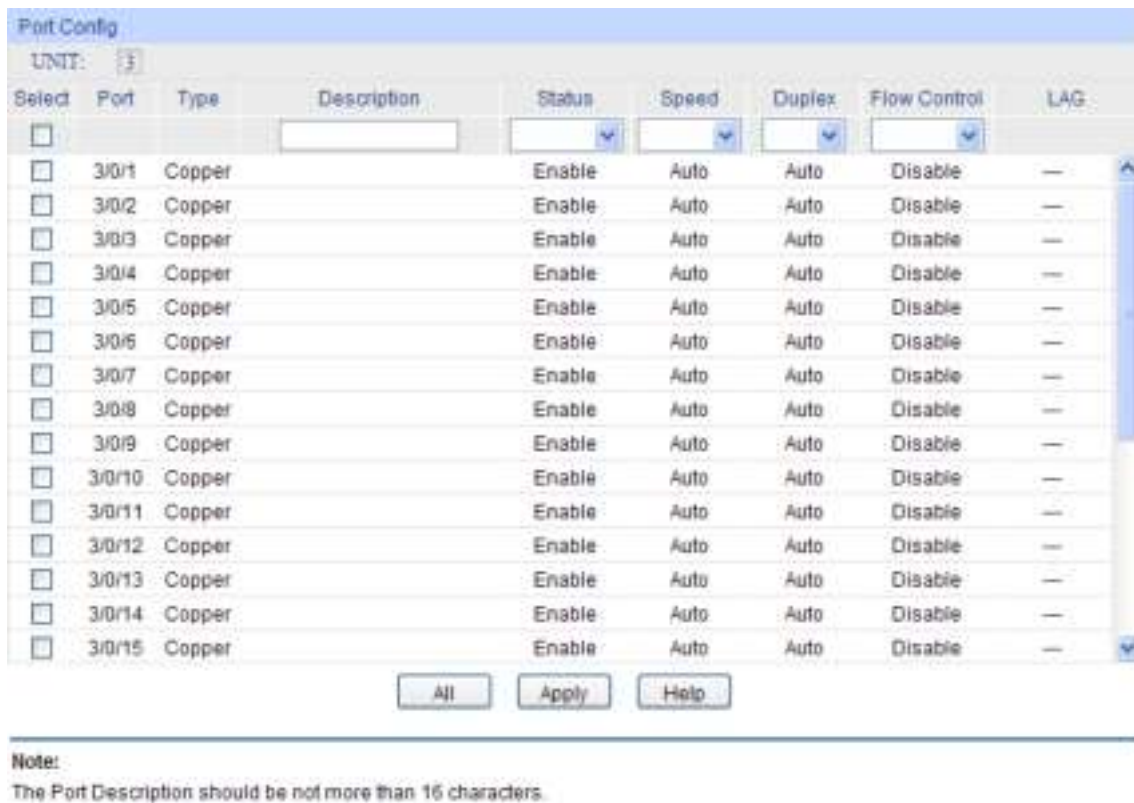 Port Config
UNIT: 3
Select Port Type Description Status Speed Duplex Flow Control LAG
3/0/1 Copper Enable Auto Auto Disable ---
3/0/2 Copper Enable Auto Auto Disable ---
3/0/3 Copper Enable Auto Auto Disable ---
3/0/4 Copper Enable Auto Auto Disable ---
3/0/5 Copper Enable Auto Auto Disable ---
3/0/6 Copper Enable Auto Auto Disable ---
3/0/7 Copper Enable Auto Auto Disable ---
3/0/8 Copper Enable Auto Auto Disable ---
3/0/9 Copper Enable Auto Auto Disable ---
3/0/10 Copper Enable Auto Auto Disable ---
3/0/11 Copper Enable Auto Auto Disable ---
3/0/12 Copper Enable Auto Auto Disable ---
3/0/13 Copper Enable Auto Auto Disable ---
3/0/14 Copper Enable Auto Auto Disable ---
3/0/15 Copper Enable Auto Auto Disable ---
All Apply Help
Note:
The Port Description should be not more than 16 characters.